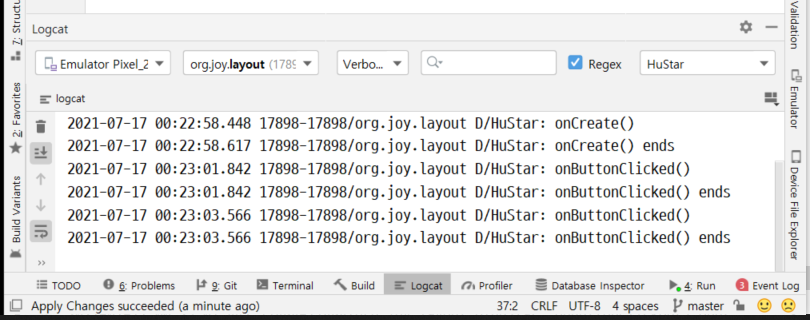 7: Structu
Logcat
Emulator Pixel_2
org.joy.layout (1789
Verbo...
Regex
HuStar
logcat
2021-07-17 00:22:58.448 17898-17898/org.joy.layout D/HuStar: onCreate()
2021-07-17 00:22:58.617 17898-17898/org.joy.layout D/HuStar: onCreate() ends
2021-07-17 00:23:01.842 17898-17898/org.joy.layout D/HuStar: onButtonClicked()
2021-07-17 00:23:01.842 17898-17898/org.joy.layout D/HuStar: onButtonClicked() ends
2021-07-17 00:23:03.566 17898-17898/org.joy.layout D/HuStar: onButtonClicked()
2021-07-17 00:23:03.566 17898-17898/org.joy.layout D/HuStar: onButtonClicked() ends
2: Favorites
Build Variants
Validation
Emulator
Device File Explorer
TODO
6: Problems
9: Git
Terminal
Build
Logcat
Profiler
Database Inspector
4: Run
3 Event Log
Apply Changes succeeded (a minute ago)
37:2
CRLF
UTF-8
4 spaces
master